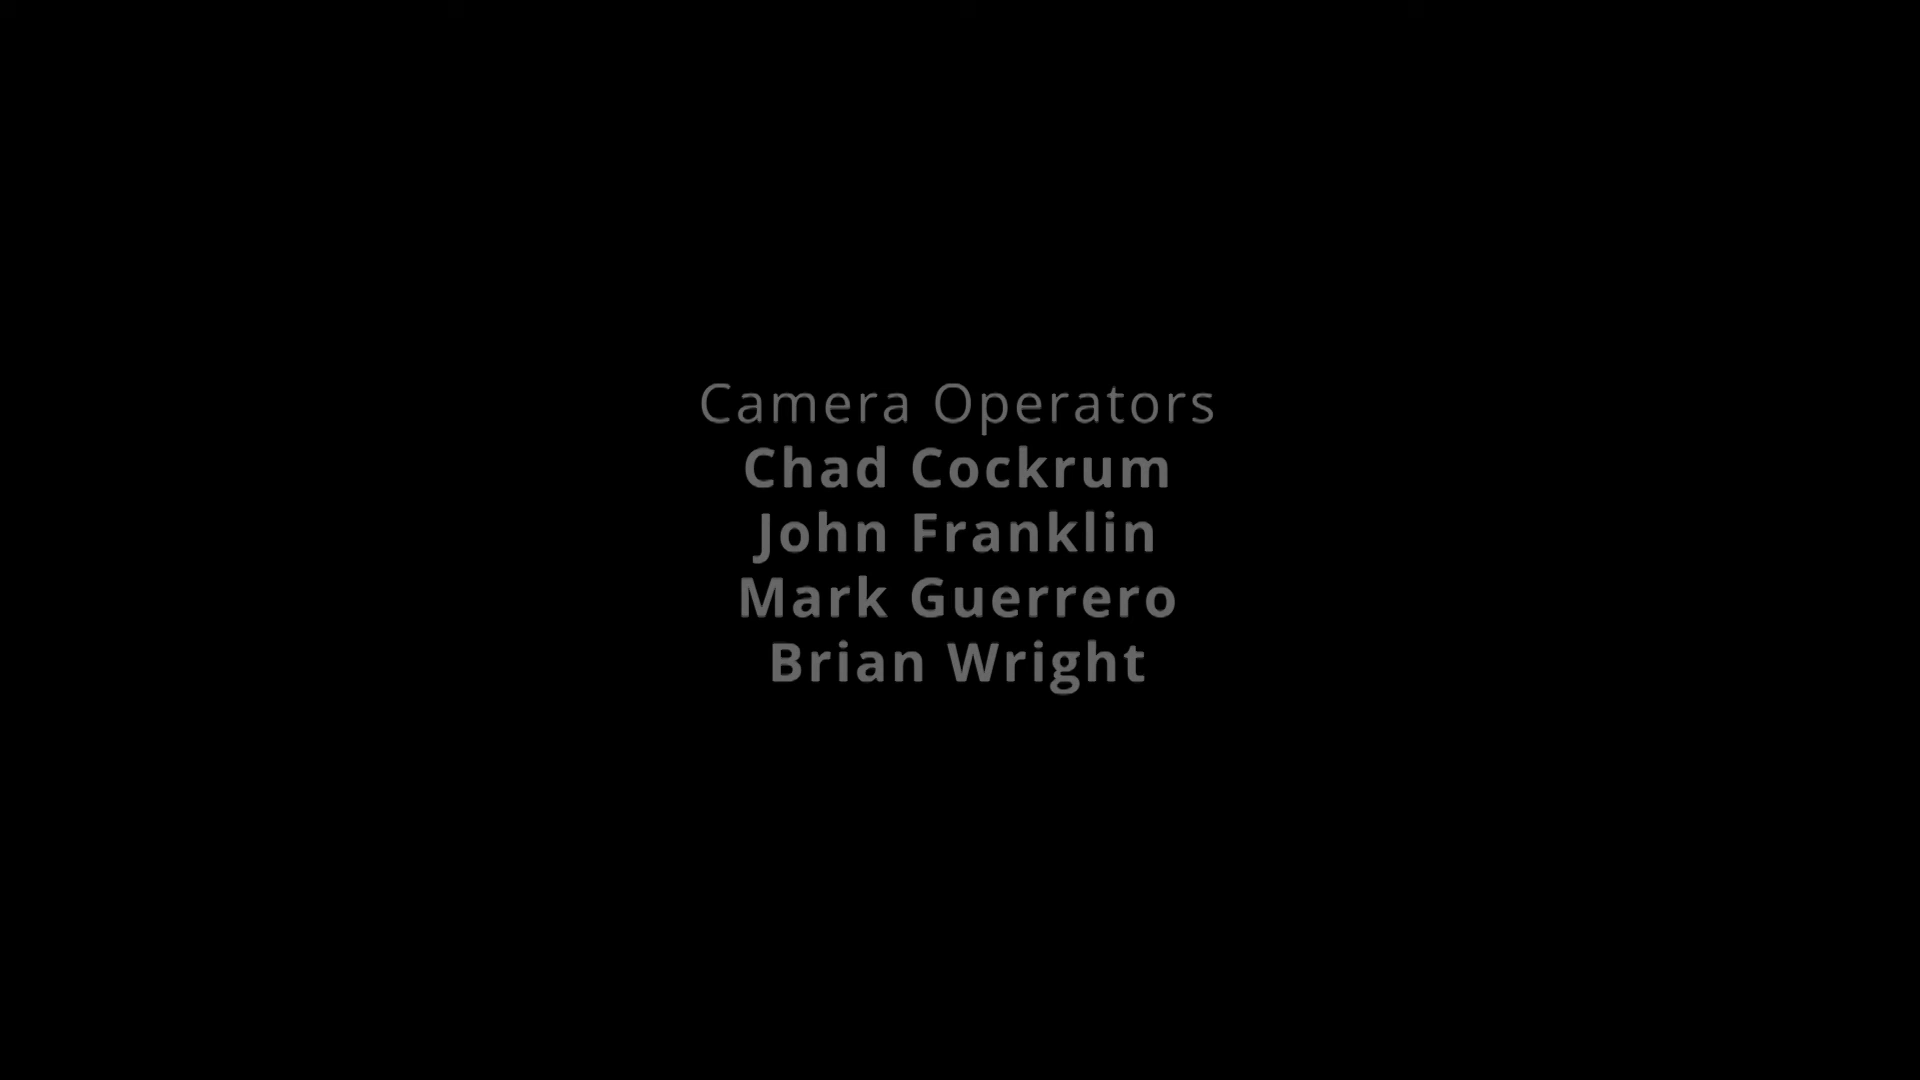 Camera Operators
Chad Cockrum
John Franklin
Mark Guerrero
Brian Wright